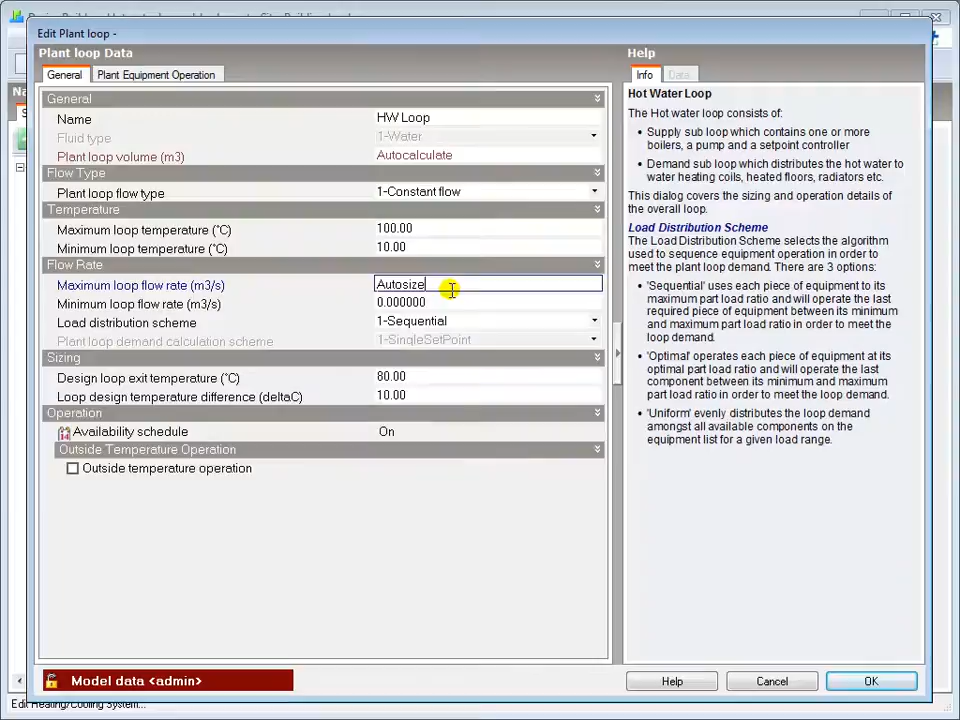 Edit Plant loop -
Plant loop Data
General
Plant Equipment Operation
General
Name
HW Loop
Fluid type
1-Water
Plant loop volume (m3)
Autocalculate
Flow Type
Plant loop flow type
1-Constant flow
Temperature
Maximum loop temperature (°C)
100.00
Minimum loop temperature (°C)
10.00
Flow Rate
Maximum loop flow rate (m3/s)
Autosize
Minimum loop flow rate (m3/s)
0.000000
Load distribution scheme
1-Sequential
Plant loop demand calculation scheme
1-SingleSetPoint
Sizing
Design loop exit temperature (°C)
80.00
Loop design temperature difference (deltaC)
10.00
Operation
14
Availability schedule
On
Outside Temperature Operation
Outside temperature operation
Model data <admin>
Edit Heating/Cooling System...
Help
Info
Data
Hot Water Loop
The Hot water loop consists of:
• Supply sub loop which contains one or more
boilers, a pump and a setpoint controller
• Demand sub loop which distributes the hot water to
water heating coils, heated floors, radiators etc.
This dialog covers the sizing and operation details of
the overall loop.
Load Distribution Scheme
The Load Distribution Scheme selects the algorithm
used to sequence equipment operation in order to
meet the plant loop demand. There are 3 options:
• 'Sequential' uses each piece of equipment to its
maximum part load ratio and will operate the last
required piece of equipment between its minimum
and maximum part load ratio in order to meet the
loop demand.
• 'Optimal' operates each piece of equipment at its
optimal part load ratio and will operate the last
component between its minimum and maximum
part load ratio in order to meet the loop demand.
• 'Uniform' evenly distributes the loop demand
amongst all available components on the
equipment list for a given load range.
Help
Cancel
OK